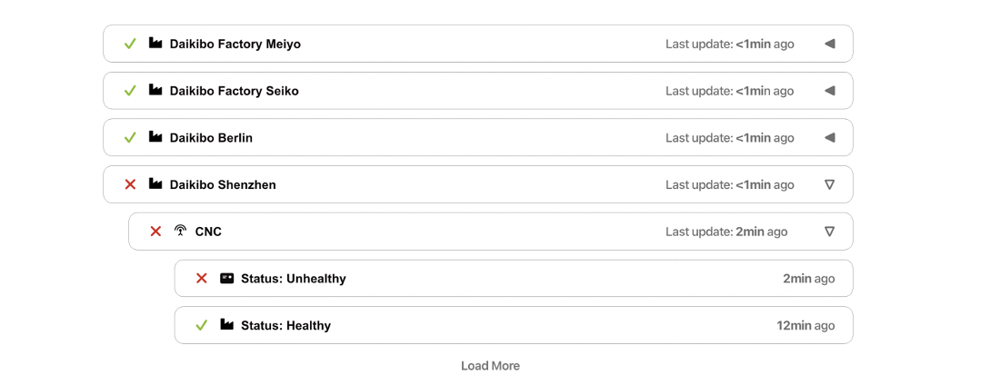 Daikibo Factory Meiyo Last update: <1min ago
Daikibo Factory Seiko Last update: <1min ago
Daikibo Berlin Last update: <1min ago
Daikibo Shenzhen Last update: <1min ago
CNC Last update: 2min ago
Status: Unhealthy 2min ago
Status: Healthy 12min ago
Load More